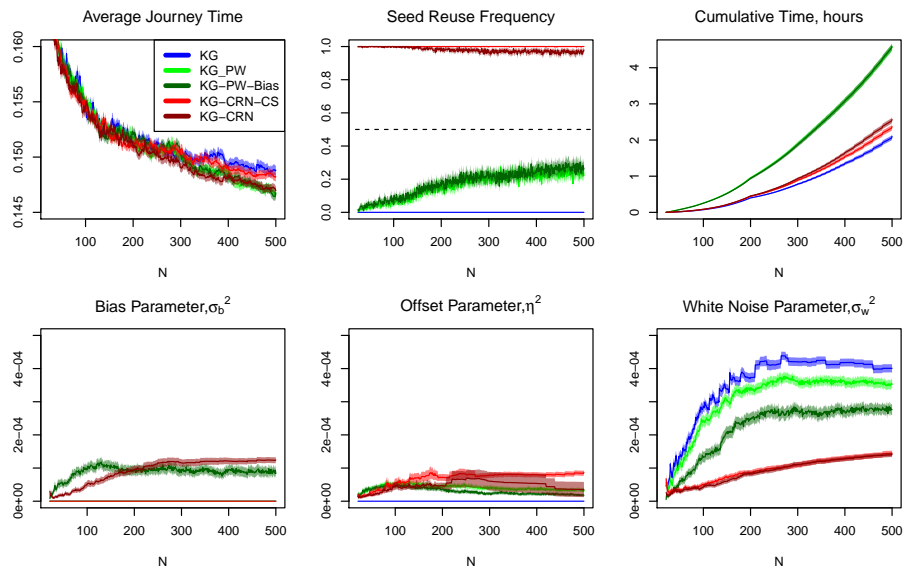 Average Journey Time
0.145 0.150 0.155 0.160
KG
KG_PW
KG-PW-Bias
KG-CRN-CS
KG-CRN
100 200 300 400 500
N
Seed Reuse Frequency
0.0 0.2 0.4 0.6 0.8 1.0
100 200 300 400 500
N
Cumulative Time, hours
0 1 2 3 4
100 200 300 400 500
N
Bias Parameter,σ_b^2
0e+00 2e-04 4e-04
100 200 300 400 500
N
Offset Parameter,η^2
0e+00 2e-04 4e-04
100 200 300 400 500
N
White Noise Parameter,σ_w^2
0e+00 2e-04 4e-04
100 200 300 400 500
N